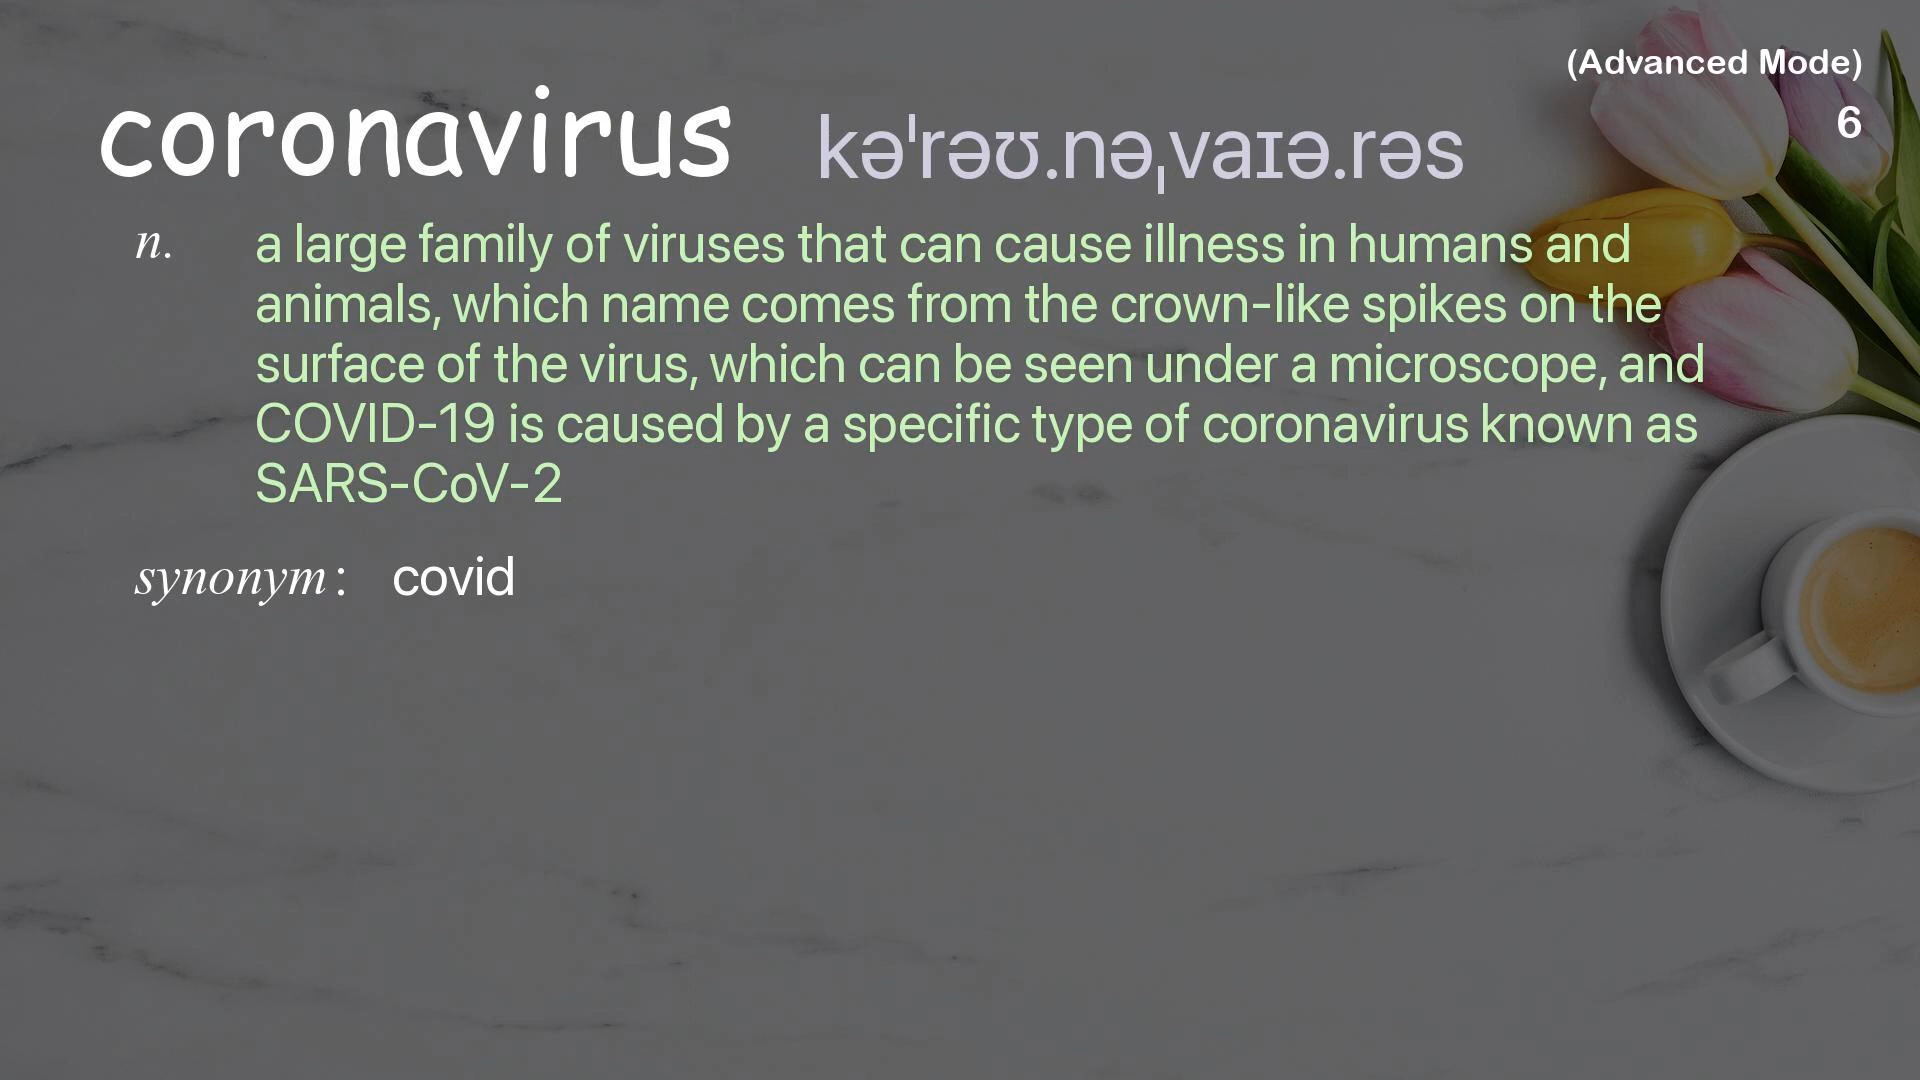 (Advanced Mode)
6
coronavirus kəˈrəʊ.nəˌvaɪə.rəs
n. a large family of viruses that can cause illness in humans and
animals, which name comes from the crown-like spikes on the
surface of the virus, which can be seen under a microscope, and
COVID-19 is caused by a specific type of coronavirus known as
SARS-CoV-2
synonym: covid